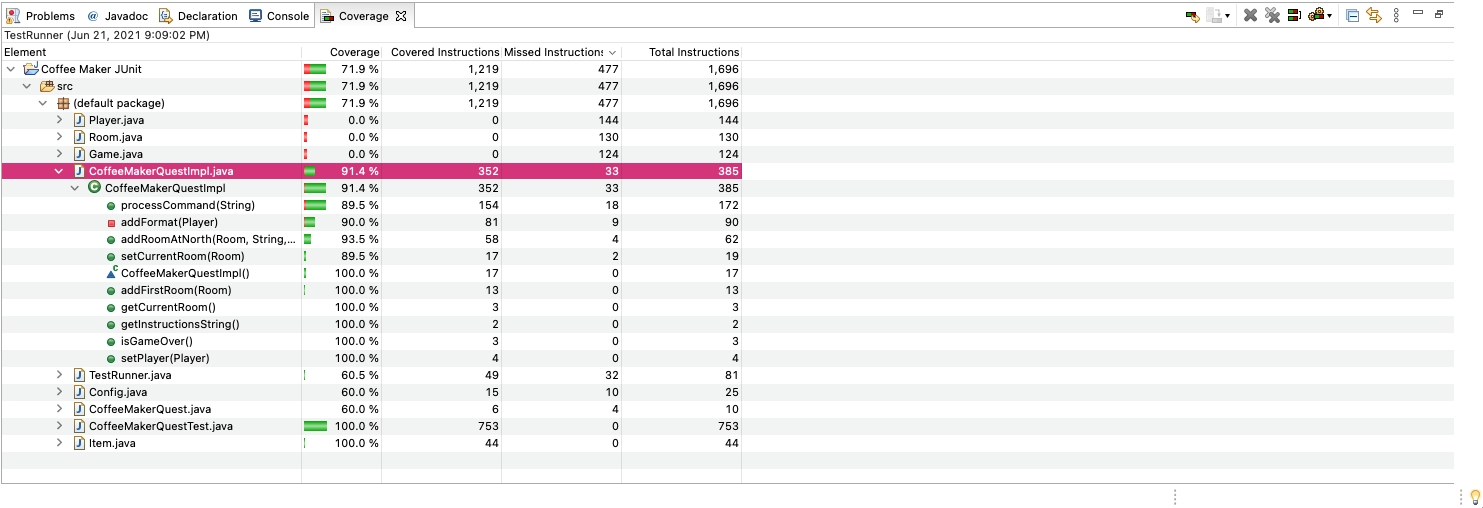 Problems @ Javadoc Declaration Console Coverage
TestRunner (Jun 21, 2021 9:09:02 PM)
Element Coverage Covered Instructions Missed Instructions Total Instructions
Coffee Maker JUnit 71.9 % 1,219 477 1,696
src 71.9 % 1,219 477 1,696
(default package) 71.9 % 1,219 477 1,696
J Player.java 0.0 % 0 144 144
J Room.java 0.0 % 0 130 130
J Game.java 0.0 % 0 124 124
J CoffeeMakerQuestImpl.java 91.4 % 352 33 385
C CoffeeMakerQuestImpl 91.4 % 352 33 385
processCommand(String) 89.5 % 154 18 172
addFormat(Player) 90.0 % 81 9 90
addRoomAtNorth(Room, String,... 93.5 % 58 4 62
setCurrentRoom(Room) 89.5 % 17 2 19
C CoffeeMakerQuestImpl() 100.0 % 17 0 17
addFirstRoom(Room) 100.0 % 13 0 13
getCurrentRoom() 100.0 % 3 0 3
getInstructionsString() 100.0 % 2 0 2
isGameOver() 100.0 % 3 0 3
setPlayer(Player) 100.0 % 4 0 4
J TestRunner.java 60.5 % 49 32 81
J Config.java 60.0 % 15 10 25
J CoffeeMakerQuest.java 60.0 % 6 4 10
J CoffeeMakerQuestTest.java 100.0 % 753 0 753
J Item.java 100.0 % 44 0 44